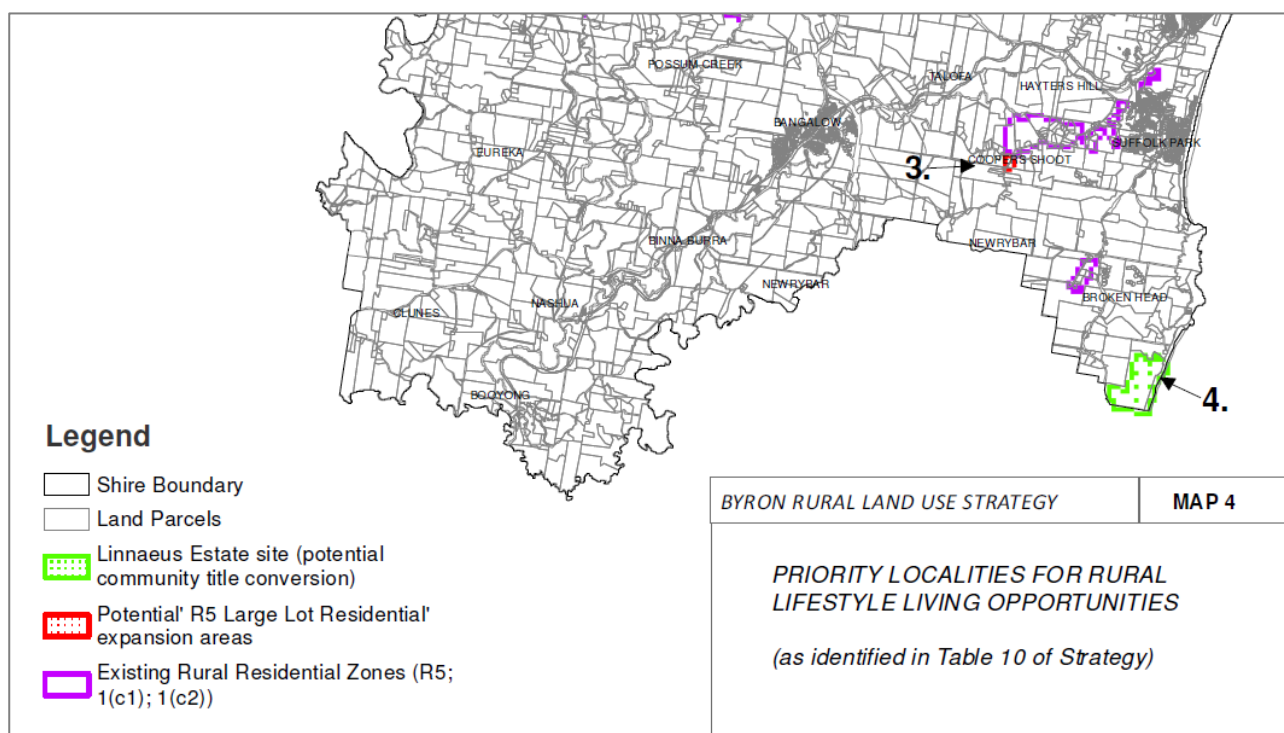 POSSUM CREEK
TALOFA
HAYTERS HILL
BANGALOW
EUREKA
SUFFOLK PARK
COOPERS SHOOT
3.
BINNA BURRA
NEWRYBAR
NEWRYBAR
BROKEN HEAD
NASHUA
CLUNES
BOOYONG
4.
Legend
Shire Boundary
Land Parcels
Linnaeus Estate site (potential
community title conversion)
Potential' R5 Large Lot Residential'
expansion areas
Existing Rural Residential Zones (R5;
1(c1); 1(c2))
BYRON RURAL LAND USE STRATEGY
MAP 4
PRIORITY LOCALITIES FOR RURAL
LIFESTYLE LIVING OPPORTUNITIES
(as identified in Table 10 of Strategy)